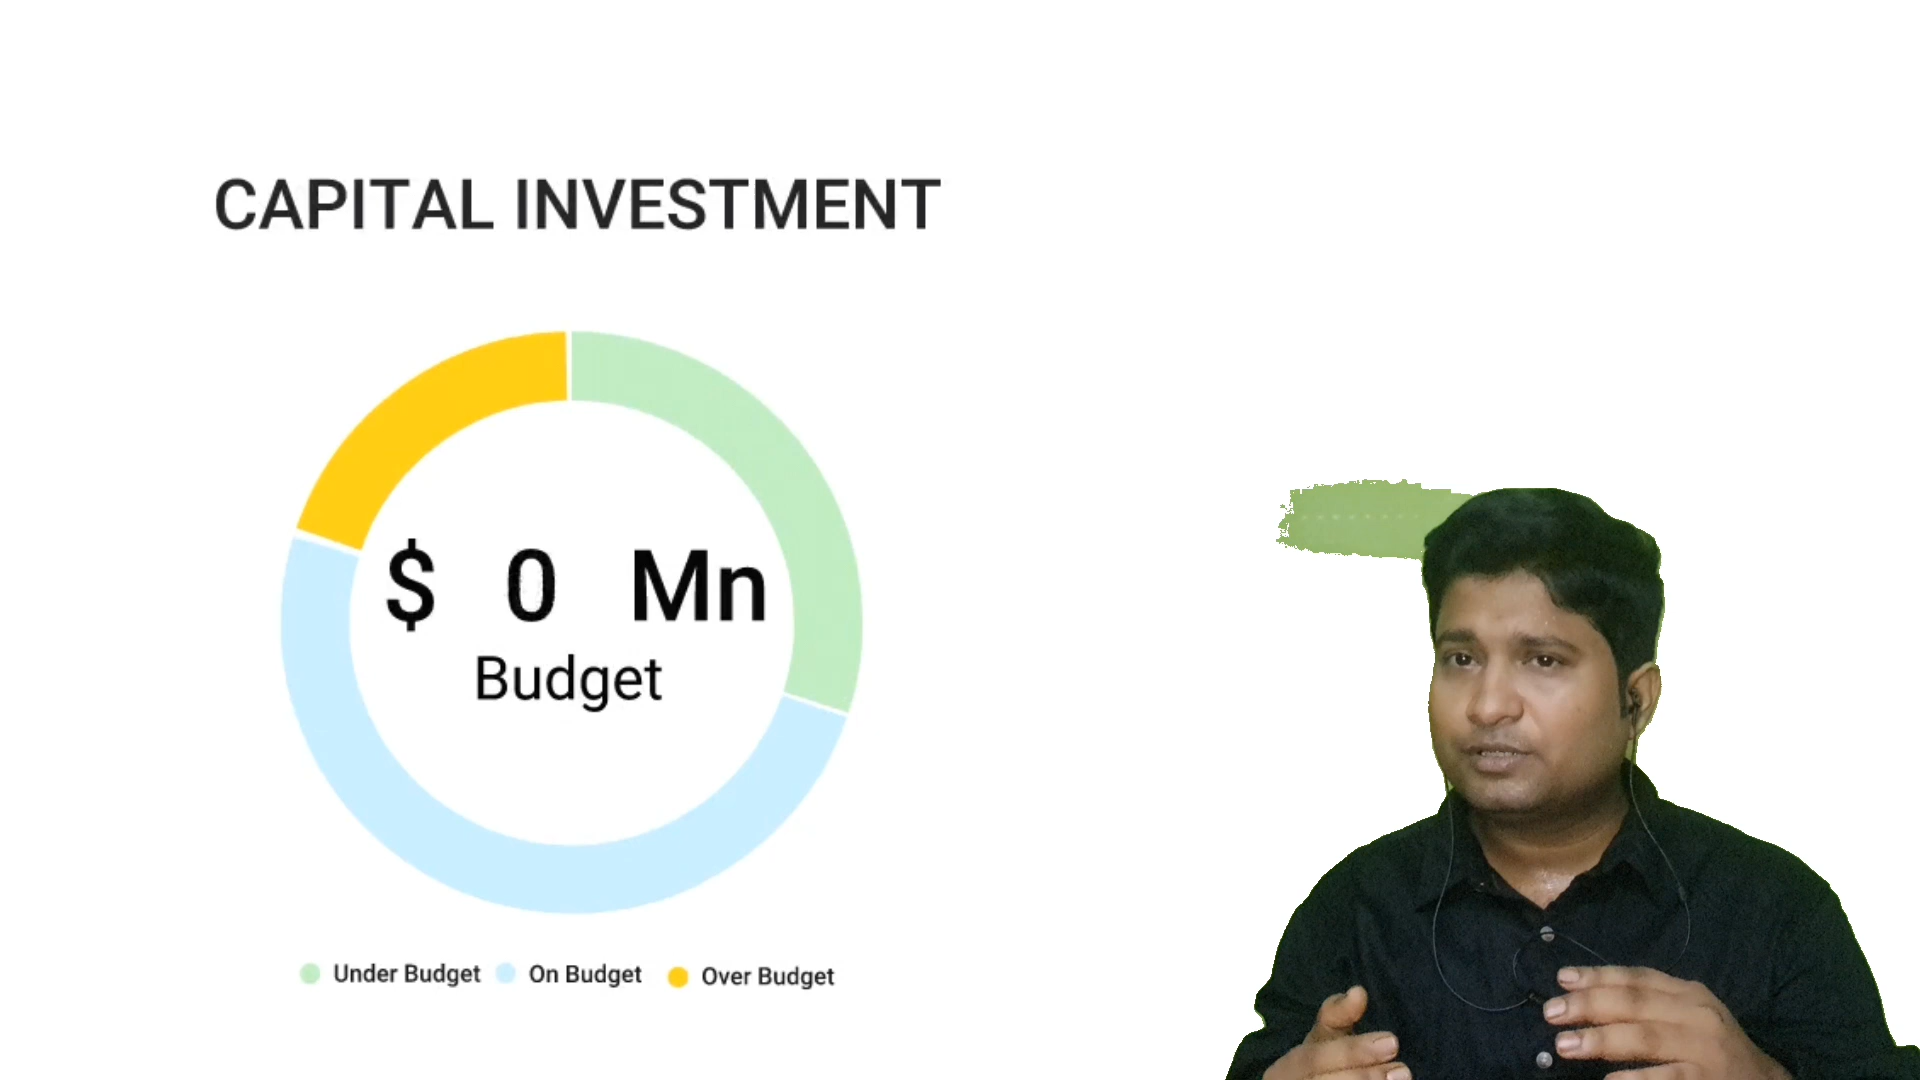 CAPITAL INVESTMENT
$ 0 Mn
Budget
Under Budget On Budget Over Budget